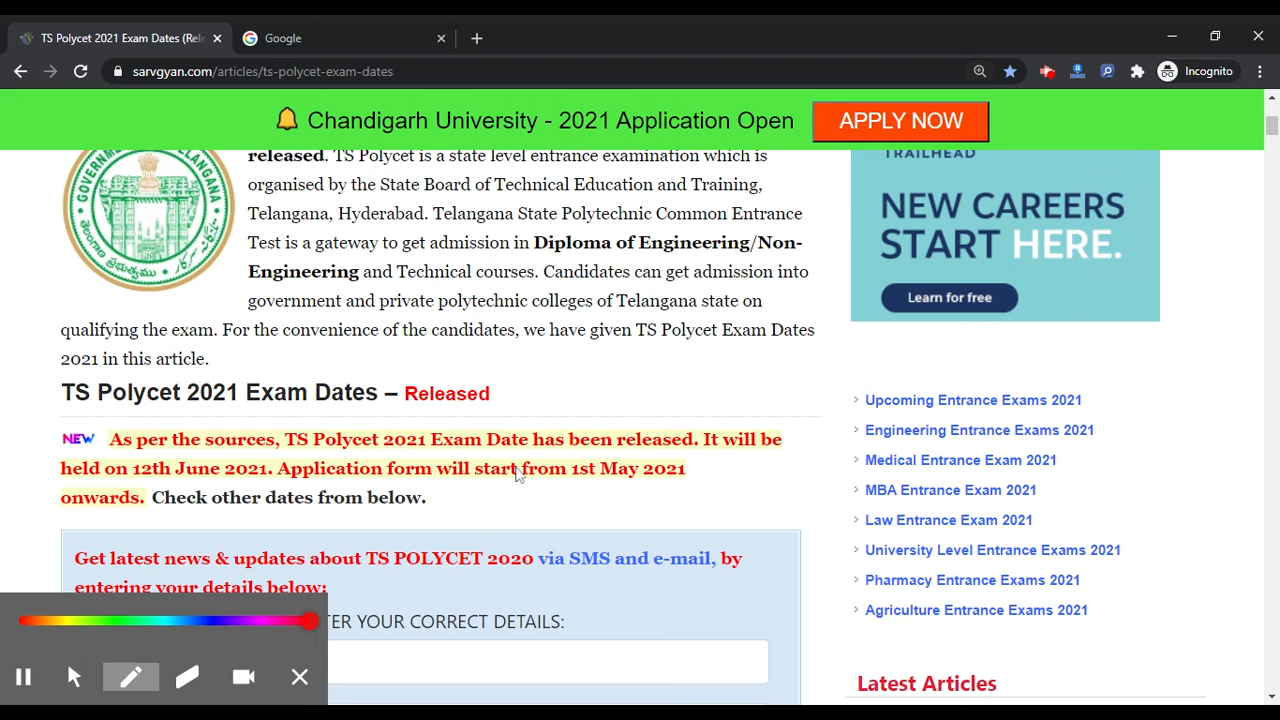 TS Polycet 2021 Exam Dates (Rele
Google
sarvgyan.com/articles/ts-polycet-exam-dates
Incognito
Chandigarh University - 2021 Application Open
APPLY NOW
GOVERNMENT
TELANGANA
released. TS Polycet is a state level entrance examination which is
organised by the State Board of Technical Education and Training,
Telangana, Hyderabad. Telangana State Polytechnic Common Entrance
Test is a gateway to get admission in Diploma of Engineering/Non-
Engineering and Technical courses. Candidates can get admission into
government and private polytechnic colleges of Telangana state on
qualifying the exam. For the convenience of the candidates, we have given TS Polycet Exam Dates
2021 in this article.
TS Polycet 2021 Exam Dates – Released
NEW As per the sources, TS Polycet 2021 Exam Date has been released. It will be
held on 12th June 2021. Application form will start from 1st May 2021
onwards. Check other dates from below.
Get latest news & updates about TS POLYCET 2020 via SMS and e-mail, by
entering your details below:
TER YOUR CORRECT DETAILS:
TRAILHEAD
NEW CAREERS
START HERE.
Learn for free
Upcoming Entrance Exams 2021
Engineering Entrance Exams 2021
Medical Entrance Exam 2021
MBA Entrance Exam 2021
Law Entrance Exam 2021
University Level Entrance Exams 2021
Pharmacy Entrance Exams 2021
Agriculture Entrance Exams 2021
Latest Articles